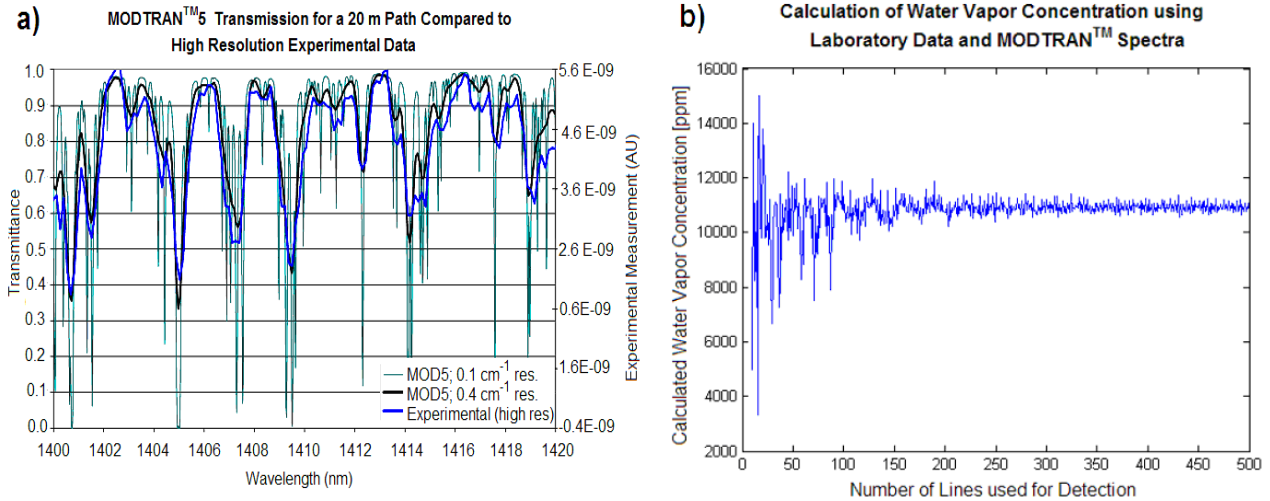 a)
MODTRAN™5 Transmission for a 20 m Path Compared to
High Resolution Experimental Data
1.0
0.9
0.8
0.7
0.6
0.5
0.4
0.3
0.2
0.1
0.0
Transmittance
5.6E-09
4.6E-09
3.6E-09
2.6E-09
1.6E-09
0.6E-09
-0.4E-09
Experimental Measurement (AU)
MOD5; 0.1 cm⁻¹ res.
MOD5; 0.4 cm⁻¹ res.
Experimental (high res)
1400 1402 1404 1406 1408 1410 1412 1414 1416 1418 1420
Wavelength (nm)
b)
Calculation of Water Vapor Concentration using
Laboratory Data and MODTRAN™ Spectra
16000
14000
12000
10000
8000
6000
4000
2000
Calculated Water Vapor Concentration [ppm]
0 50 100 150 200 250 300 350 400 450 500
Number of Lines used for Detection